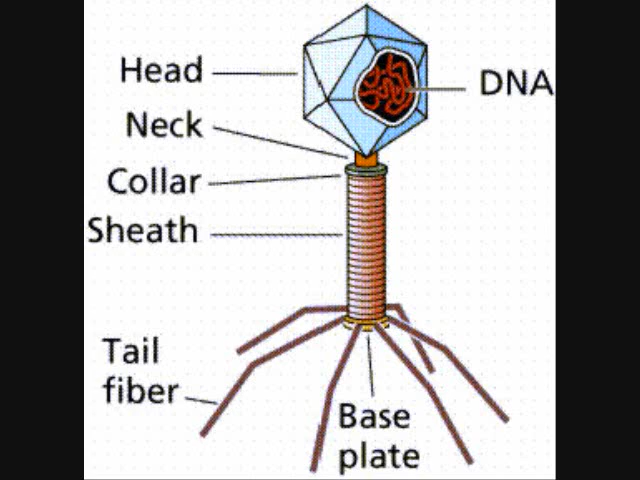 Head
DNA
Neck
Collar
Sheath
Tail
fiber
Base
plate